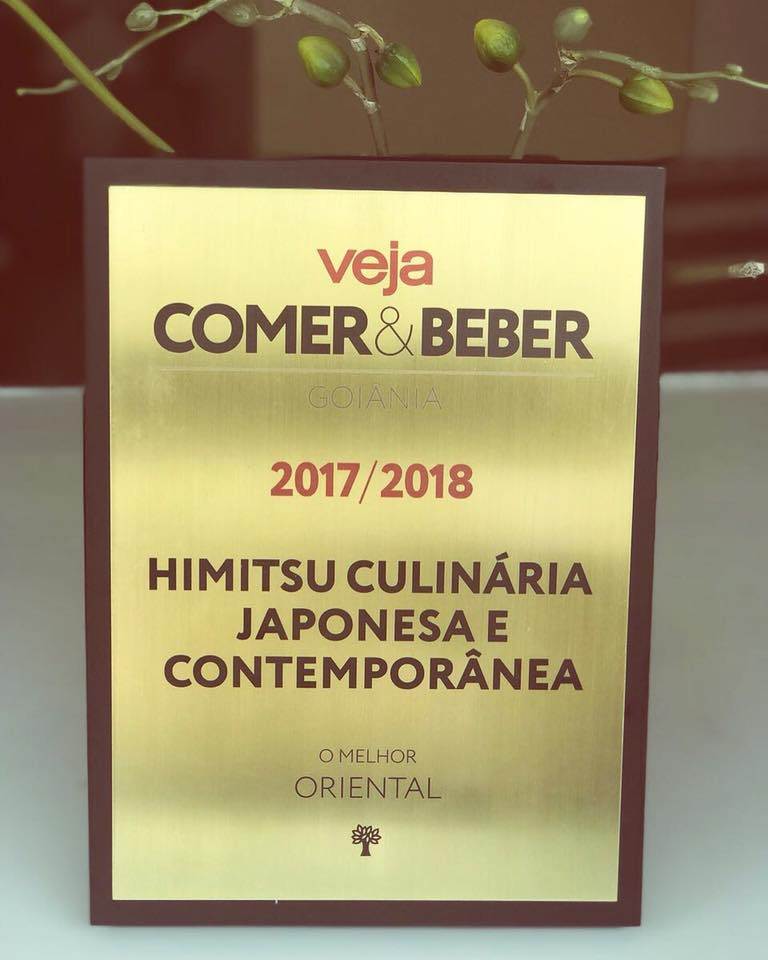 veja
COMER&BEBER
GOIÂNIA
2017/2018
HIMITSU CULINÁRIA
JAPONESA E
CONTEMPORÂNEA
O MELHOR
ORIENTAL